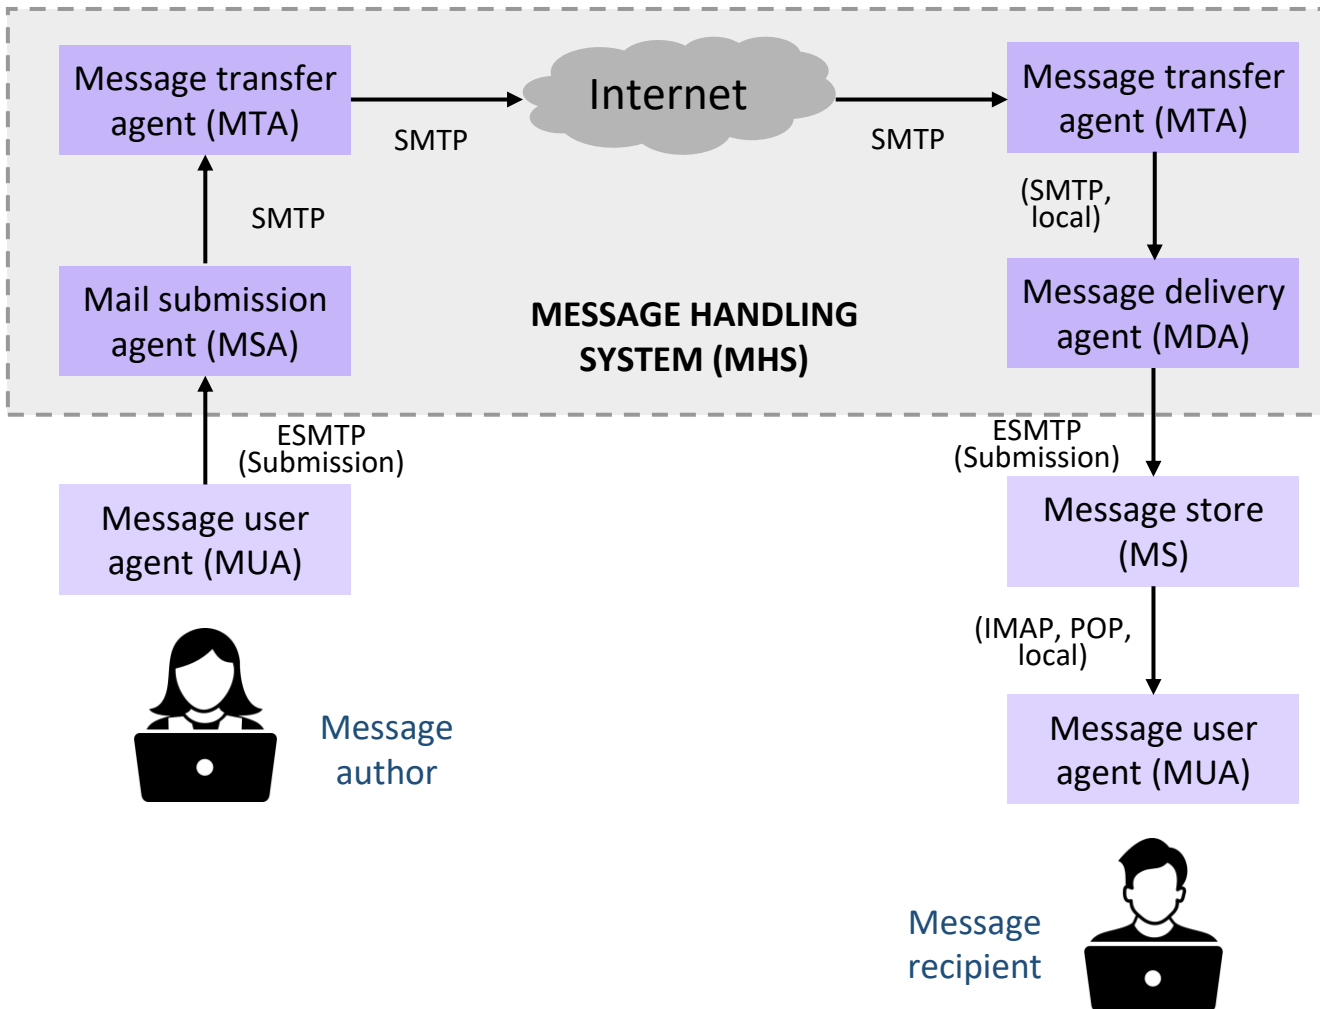 Message transfer
agent (MTA)
SMTP
Internet
SMTP
Message transfer
agent (MTA)
SMTP
(SMTP,
local)
Mail submission
agent (MSA)
MESSAGE HANDLING
SYSTEM (MHS)
Message delivery
agent (MDA)
ESMTP
(Submission)
ESMTP
(Submission)
Message user
agent (MUA)
Message store
(MS)
(IMAP, POP,
local)
Message
author
Message user
agent (MUA)
Message
recipient